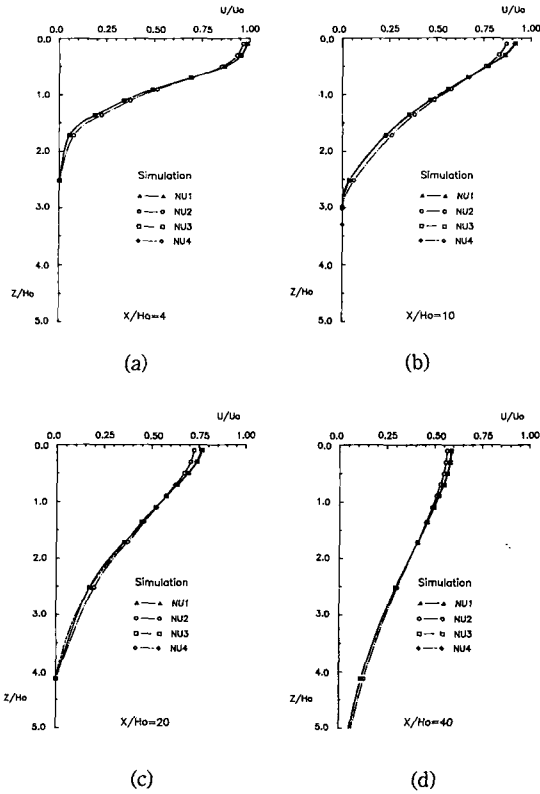 U/Uo
0.0 0.25 0.50 0.75 1.00
0.0
1.0
2.0
3.0
4.0
Z/Ho
5.0
Simulation
NU1
NU2
NU3
NU4
X/Ho=4
(a)
U/Uo
0.0 0.25 0.50 0.75 1.00
0.0
1.0
2.0
3.0
4.0
Z/Ho
5.0
Simulation
NU1
NU2
NU3
NU4
X/Ho=10
(b)
U/Uo
0.0 0.25 0.50 0.75 1.00
0.0
1.0
2.0
3.0
4.0
Z/Ho
5.0
Simulation
NU1
NU2
NU3
NU4
X/Ho=20
(c)
U/Uo
0.0 0.25 0.50 0.75 1.00
0.0
1.0
2.0
3.0
4.0
Z/Ho
5.0
Simulation
NU1
NU2
NU3
NU4
X/Ho=40
(d)